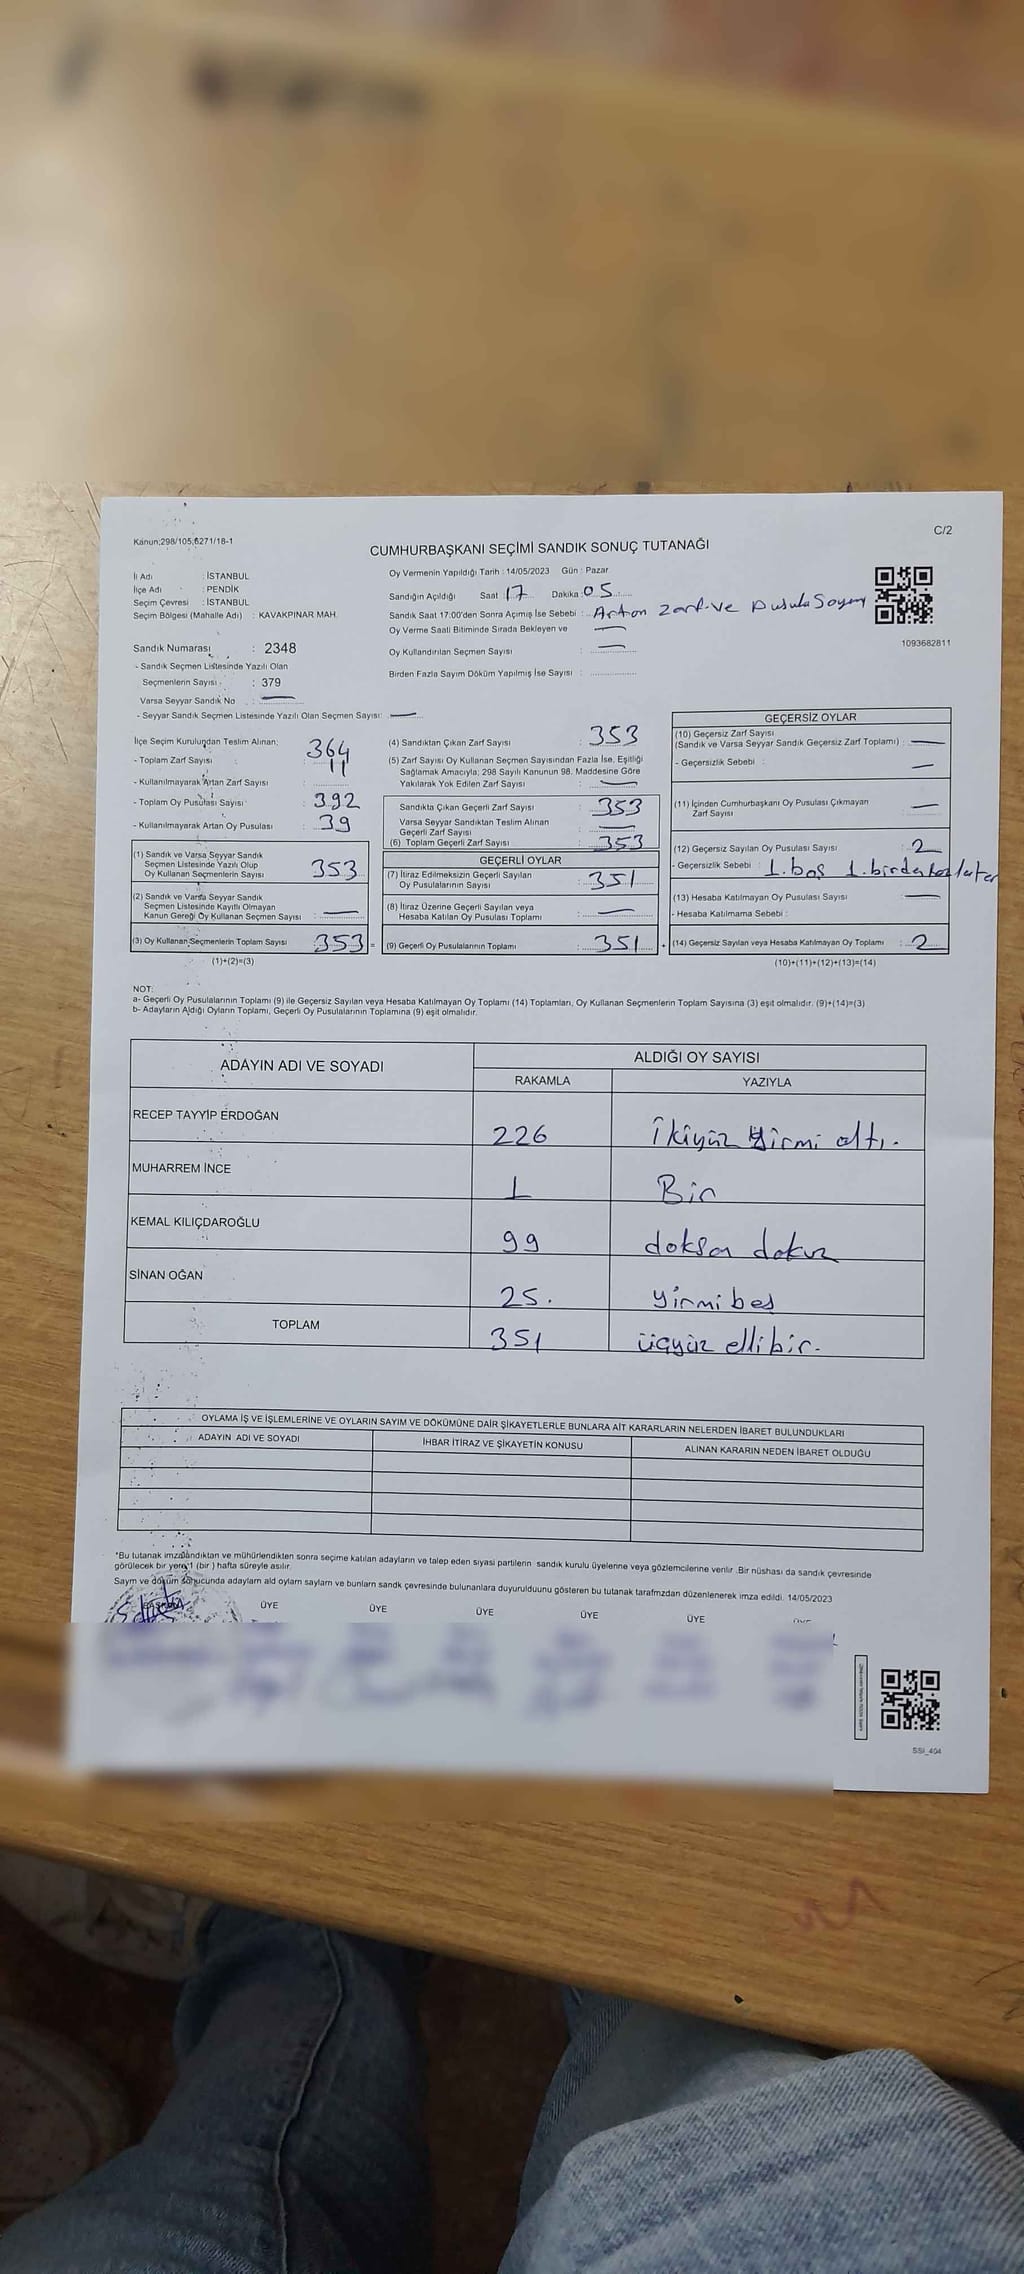 Kanun;298/105;6271/18-1
C/2
CUMHURBAŞKANI SEÇİMİ SANDIK SONUÇ TUTANAĞI
İl Adı : İSTANBUL
İlçe Adı : PENDİK
Seçim Çevresi : İSTANBUL
Seçim Bölgesi (Mahalle Adı) : KAVAKPINAR MAH.
Oy Vermenin Yapıldığı Tarih : 14/05/2023 Gün : Pazar
Sandığın Açıldığı Saat 17 Dakika : 05
Sandık Saat 17:00'den Sonra Açımış İse Sebebi : Artan Zarf ve Pusula Sayımı
Oy Verme Saati Bitiminde Sırada Bekleyen ve
Oy Kullandırılan Seçmen Sayısı : —
Birden Fazla Sayım Döküm Yapılmış İse Sayısı :
1093682811
Sandık Numarası : 2348
- Sandık Seçmen Listesinde Yazılı Olan
Seçmenlerin Sayısı : 379
Varsa Seyyar Sandık No : —
- Seyyar Sandık Seçmen Listesinde Yazılı Olan Seçmen Sayısı: —
İlçe Seçim Kurulundan Teslim Alınan:
- Toplam Zarf Sayısı : 364
- Kullanılmayarak Artan Zarf Sayısı : 11
- Toplam Oy Pusulası Sayısı : 392
- Kullanılmayarak Artan Oy Pusulası : 39
(1) Sandık ve Varsa Seyyar Sandık
Seçmen Listesinde Yazılı Olup
Oy Kullanan Seçmenlerin Sayısı : 353
(2) Sandık ve Varsa Seyyar Sandık
Seçmen Listesinde Kayıtlı Olmayan
Kanun Gereği Oy Kullanan Seçmen Sayısı : —
(3) Oy Kullanan Seçmenlerin Toplam Sayısı : 353 =
(1)+(2)=(3)
(4) Sandıktan Çıkan Zarf Sayısı : 353
(5) Zarf Sayısı Oy Kullanan Seçmen Sayısından Fazla İse, Eşitliği
Sağlamak Amacıyla; 298 Sayılı Kanunun 98. Maddesine Göre
Yakılarak Yok Edilen Zarf Sayısı : —
Sandıkta Çıkan Geçerli Zarf Sayısı : 353
Varsa Seyyar Sandıktan Teslim Alınan
Geçerli Zarf Sayısı : —
(6) Toplam Geçerli Zarf Sayısı : 353
GEÇERLİ OYLAR
(7) İtiraz Edilmeksizin Geçerli Sayılan
Oy Pusulalarının Sayısı : 351
(8) İtiraz Üzerine Geçerli Sayılan veya
Hesaba Katılan Oy Pusulası Toplamı : —
(9) Geçerli Oy Pusulalarının Toplamı : 351 +
GEÇERSİZ OYLAR
(10) Geçersiz Zarf Sayısı
(Sandık ve Varsa Seyyar Sandık Geçersiz Zarf Toplamı) : —
- Geçersizlik Sebebi : —
(11) İçinden Cumhurbaşkanı Oy Pusulası Çıkmayan
Zarf Sayısı : —
(12) Geçersiz Sayılan Oy Pusulası Sayısı : 2
- Geçersizlik Sebebi : 1. boş 1. birden
(13) Hesaba Katılmayan Oy Pusulası Sayısı : —
- Hesaba Katılmama Sebebi :
(14) Geçersiz Sayılan veya Hesaba Katılmayan Oy Toplamı : 2
(10)+(11)+(12)+(13)=(14)
NOT:
a- Geçerli Oy Pusulalarının Toplamı (9) ile Geçersiz Sayılan veya Hesaba Katılmayan Oy Toplamı (14) Toplamları, Oy Kullanan Seçmenlerin Toplam Sayısına (3) eşit olmalıdır. (9)+(14)=(3)
b- Adayların Aldığı Oyların Toplamı, Geçerli Oy Pusulalarının Toplamına (9) eşit olmalıdır.
ADAYIN ADI VE SOYADI
ALDIĞI OY SAYISI
RAKAMLA YAZIYLA
RECEP TAYYİP ERDOĞAN 226 İkiyüz yirmi altı.
MUHARREM İNCE 1 Bir
KEMAL KILIÇDAROĞLU 99 doksan dokuz
SİNAN OĞAN 25. yirmibeş
TOPLAM 351 üçyüz ellibir.
OYLAMA İŞ VE İŞLEMLERİNE VE OYLARIN SAYIM VE DÖKÜMÜNE DAİR ŞİKAYETLERLE BUNLARA AİT KARARLARIN NELERDEN İBARET BULUNDUKLARI
ADAYIN ADI VE SOYADI İHBAR İTİRAZ VE ŞİKAYETİN KONUSU ALINAN KARARIN NEDEN İBARET OLDUĞU
*Bu tutanak imzalandıktan ve mühürlendikten sonra seçime katılan adayların ve talep eden siyasi partilerin sandık kurulu üyelerine veya gözlemcilerine verilir. Bir nüshası da sandık çevresinde
görülecek bir yere 1 (bir ) hafta süreyle asılır.
Sayım ve döküm sonucunda adaylarn ald oylarn saylarn ve bunlarn sandk çevresinde bulunanlara duyurulduunu gösteren bu tutanak tarafmzdan düzenlenerek imza edildi. 14/05/2023
BAŞKAN ÜYE ÜYE ÜYE ÜYE ÜYE
SSI_404